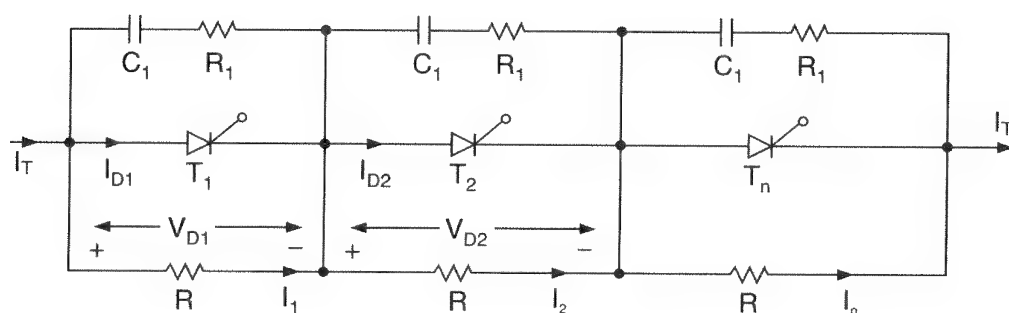 C1 R1 C1 R1 C1 R1
IT ID1 T1 ID2 T2 Tn IT
+ VD1 − + VD2 −
R I1 R I2 R In